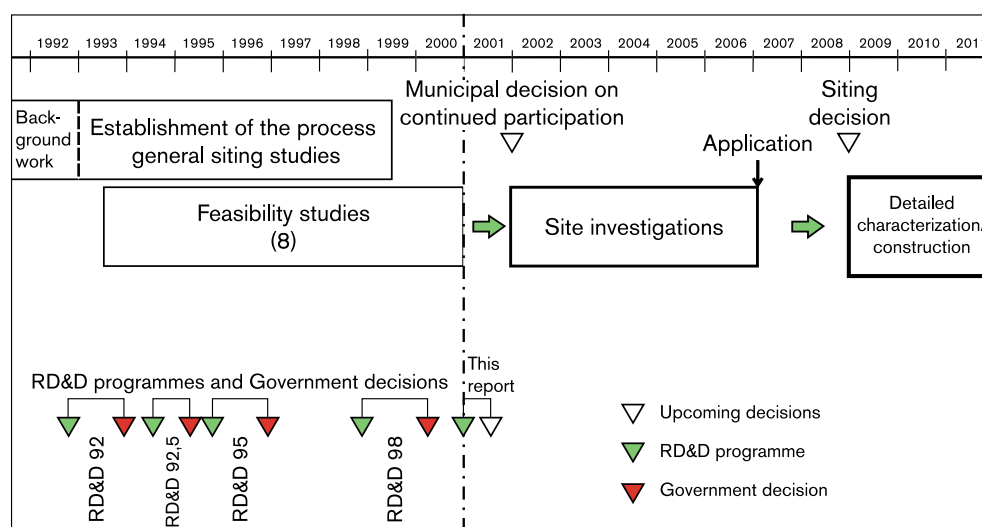 1992 1993 1994 1995 1996 1997 1998 1999 2000 2001 2002 2003 2004 2005 2006 2007 2008 2009 2010 2011
Municipal decision on
continued participation
Siting
decision
Back-
ground
work
Establishment of the process
general siting studies
Application
Feasibility studies
(8)
Site investigations
Detailed
characterization/
construction
RD&D programmes and Government decisions
This
report
RD&D 92
RD&D 92,5
RD&D 95
RD&D 98
Upcoming decisions
RD&D programme
Government decision